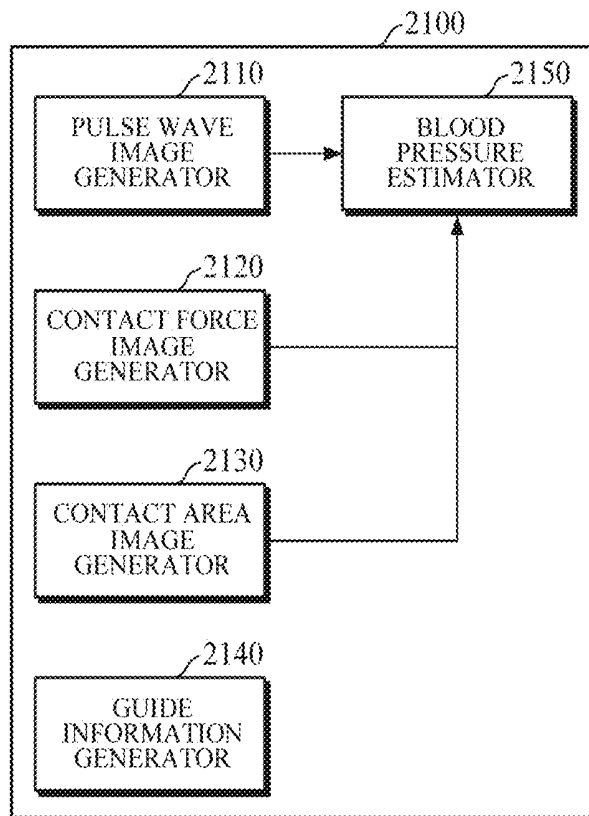 2100
2110
PULSE WAVE
IMAGE
GENERATOR
2150
BLOOD
PRESSURE
ESTIMATOR
2120
CONTACT FORCE
IMAGE
GENERATOR
2130
CONTACT AREA
IMAGE
GENERATOR
2140
GUIDE
INFORMATION
GENERATOR